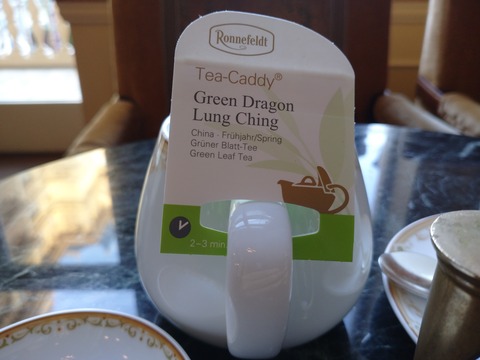 Ronnefeldt
Tea-Caddy®
Green Dragon
Lung Ching
China - Frühjahr/Spring
Grüner Blatt-Tee
Green Leaf Tea
2-3 min